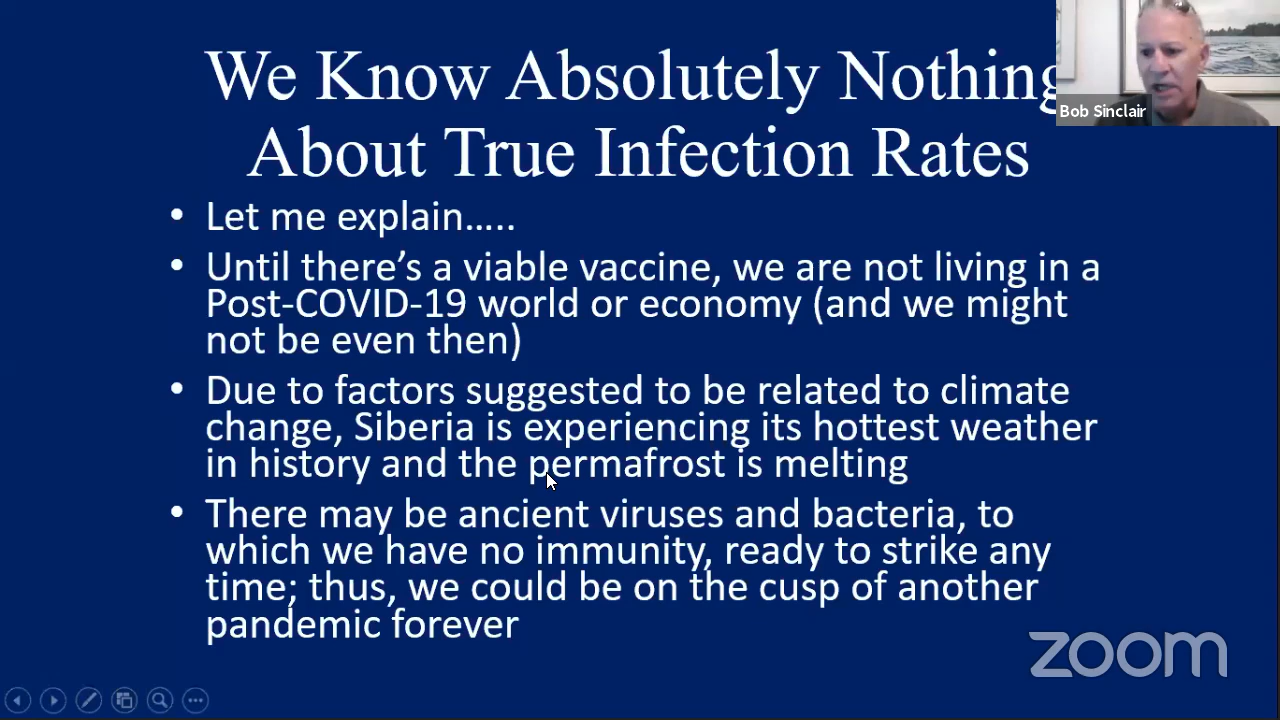 We Know Absolutely Nothing
About True Infection Rates
Bob Sinclair
• Let me explain.....
• Until there’s a viable vaccine, we are not living in a
Post-COVID-19 world or economy (and we might
not be even then)
• Due to factors suggested to be related to climate
change, Siberia is experiencing its hottest weather
in history and the permafrost is melting
• There may be ancient viruses and bacteria, to
which we have no immunity, ready to strike any
time; thus, we could be on the cusp of another
pandemic forever
zoom